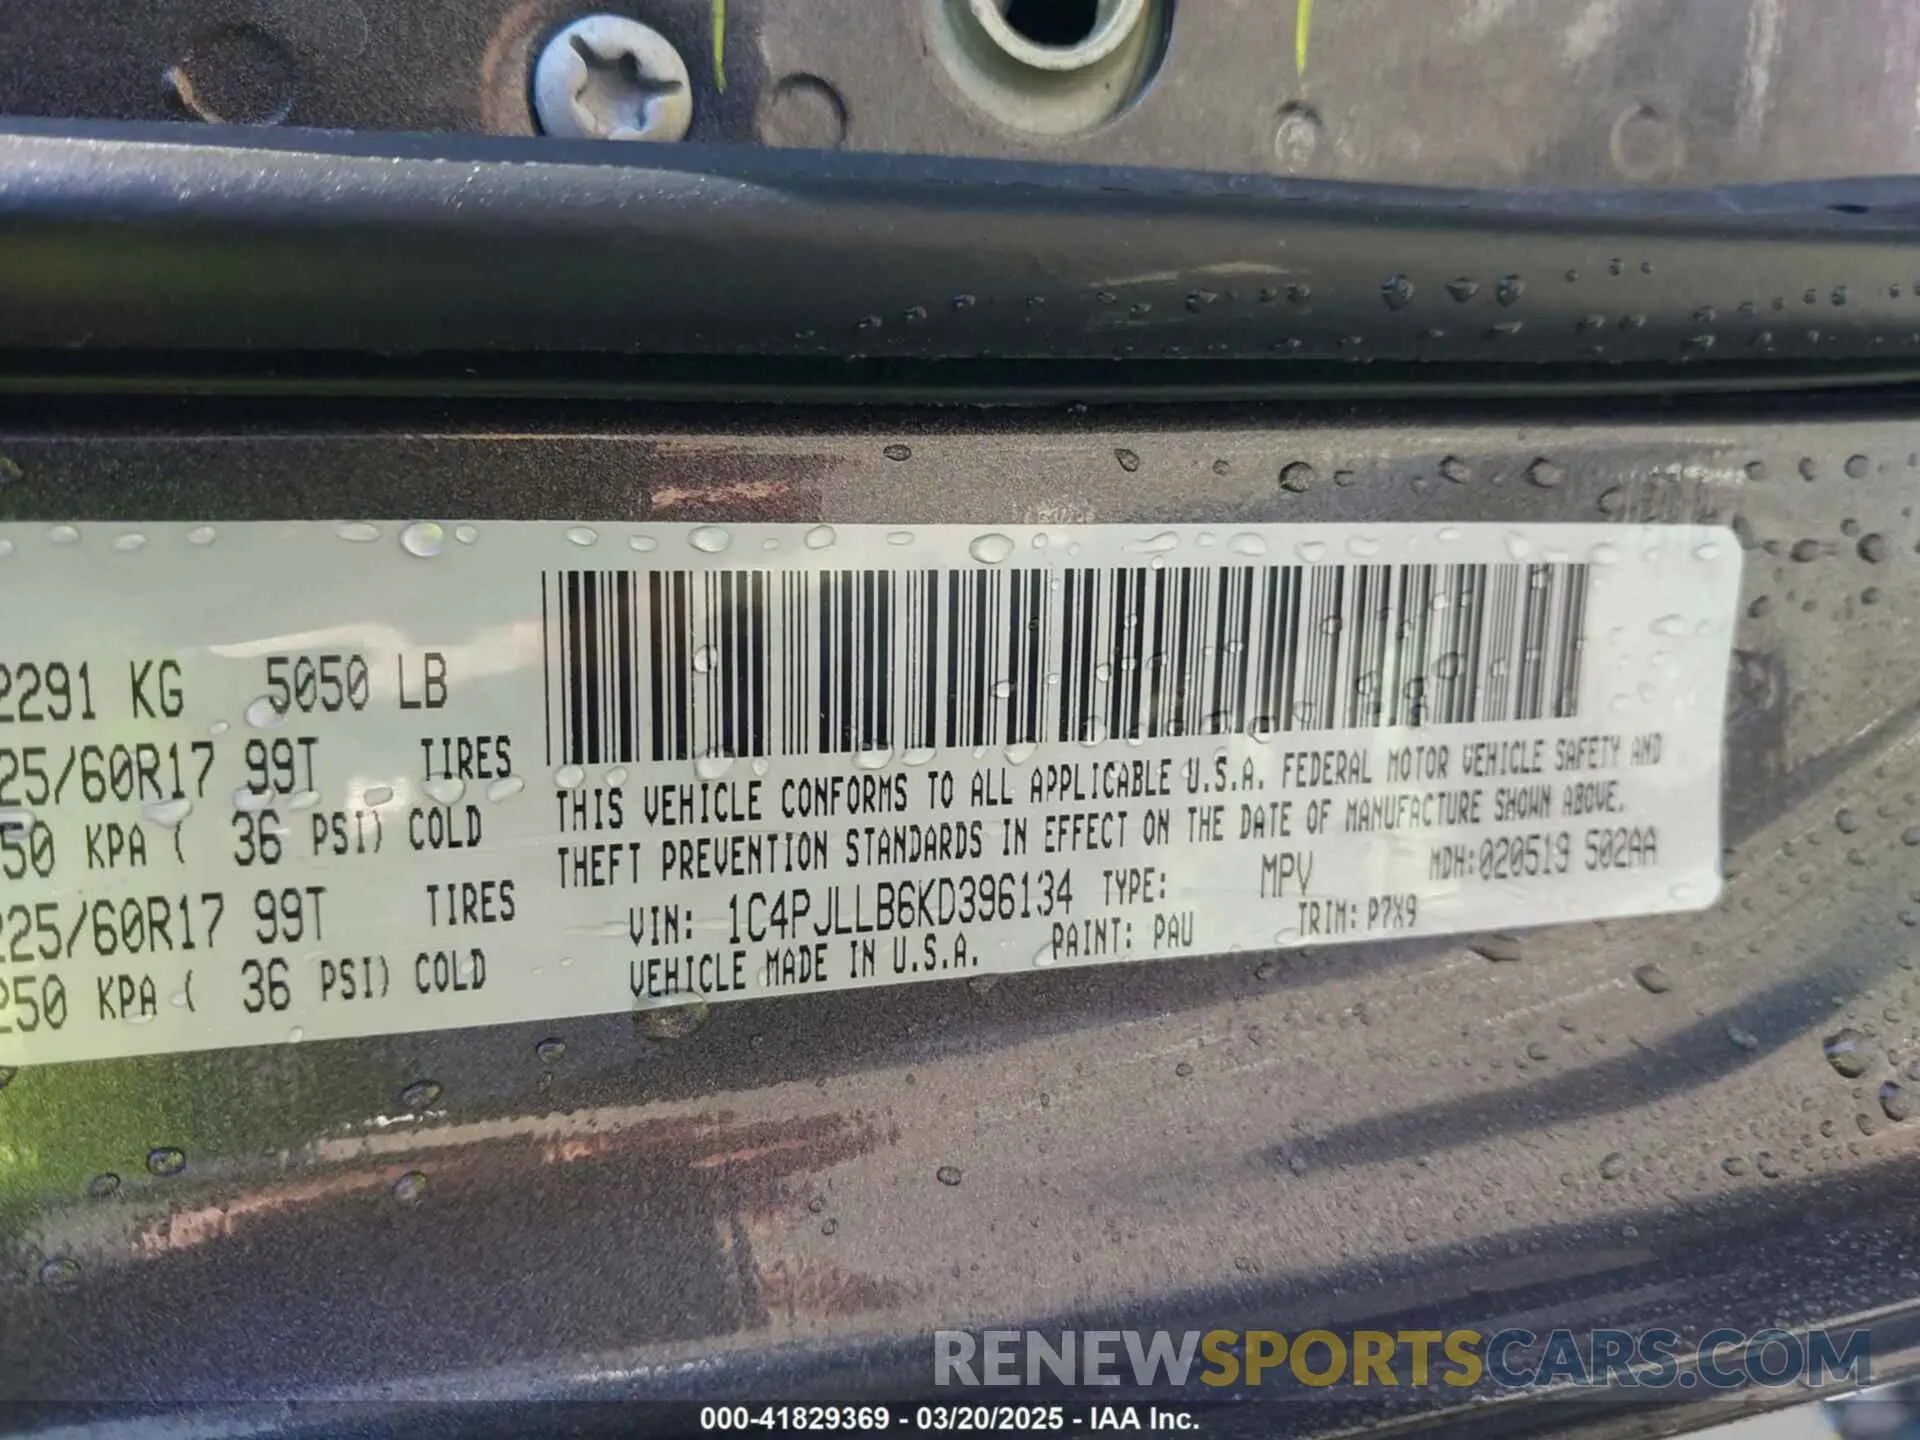 2291 KG 5050 LB
25/60R17 99T TIRES
50 KPA ( 36 PSI) COLD
225/60R17 99T TIRES
250 KPA ( 36 PSI) COLD
THIS VEHICLE CONFORMS TO ALL APPLICABLE U.S.A. FEDERAL MOTOR VEHICLE SAFETY AND
THEFT PREVENTION STANDARDS IN EFFECT ON THE DATE OF MANUFACTURE SHOWN ABOVE.
VIN: 1C4PJLLB6KD396134 TYPE: MPV MDH:020519 502AA
VEHICLE MADE IN U.S.A. PAINT: PAU TRIM: P7X9
RENEWSPORTSCARS.COM
000-41829369 - 03/20/2025 - IAA Inc.